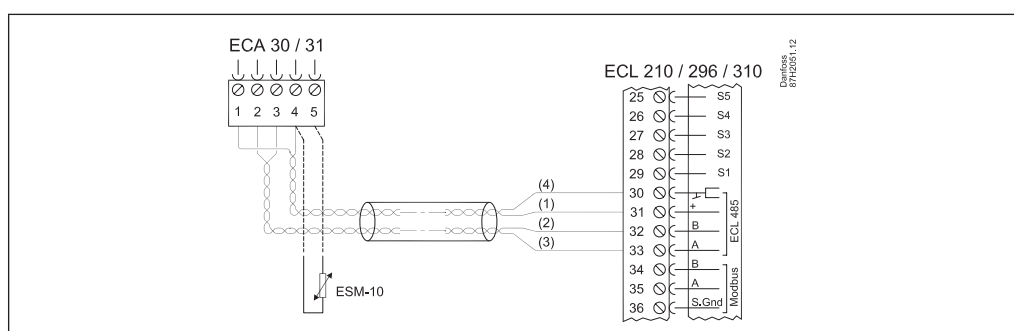 ECA 30 / 31
1 2 3 4 5
ESM-10
(4)
(1)
(2)
(3)
ECL 210 / 296 / 310
25 S5
26 S4
27 S3
28 S2
29 S1
30
31 +
32 B
33 A
ECL 485
34 B
35 A
36 S.Gnd
Modbus
Danfoss
87H2051.12